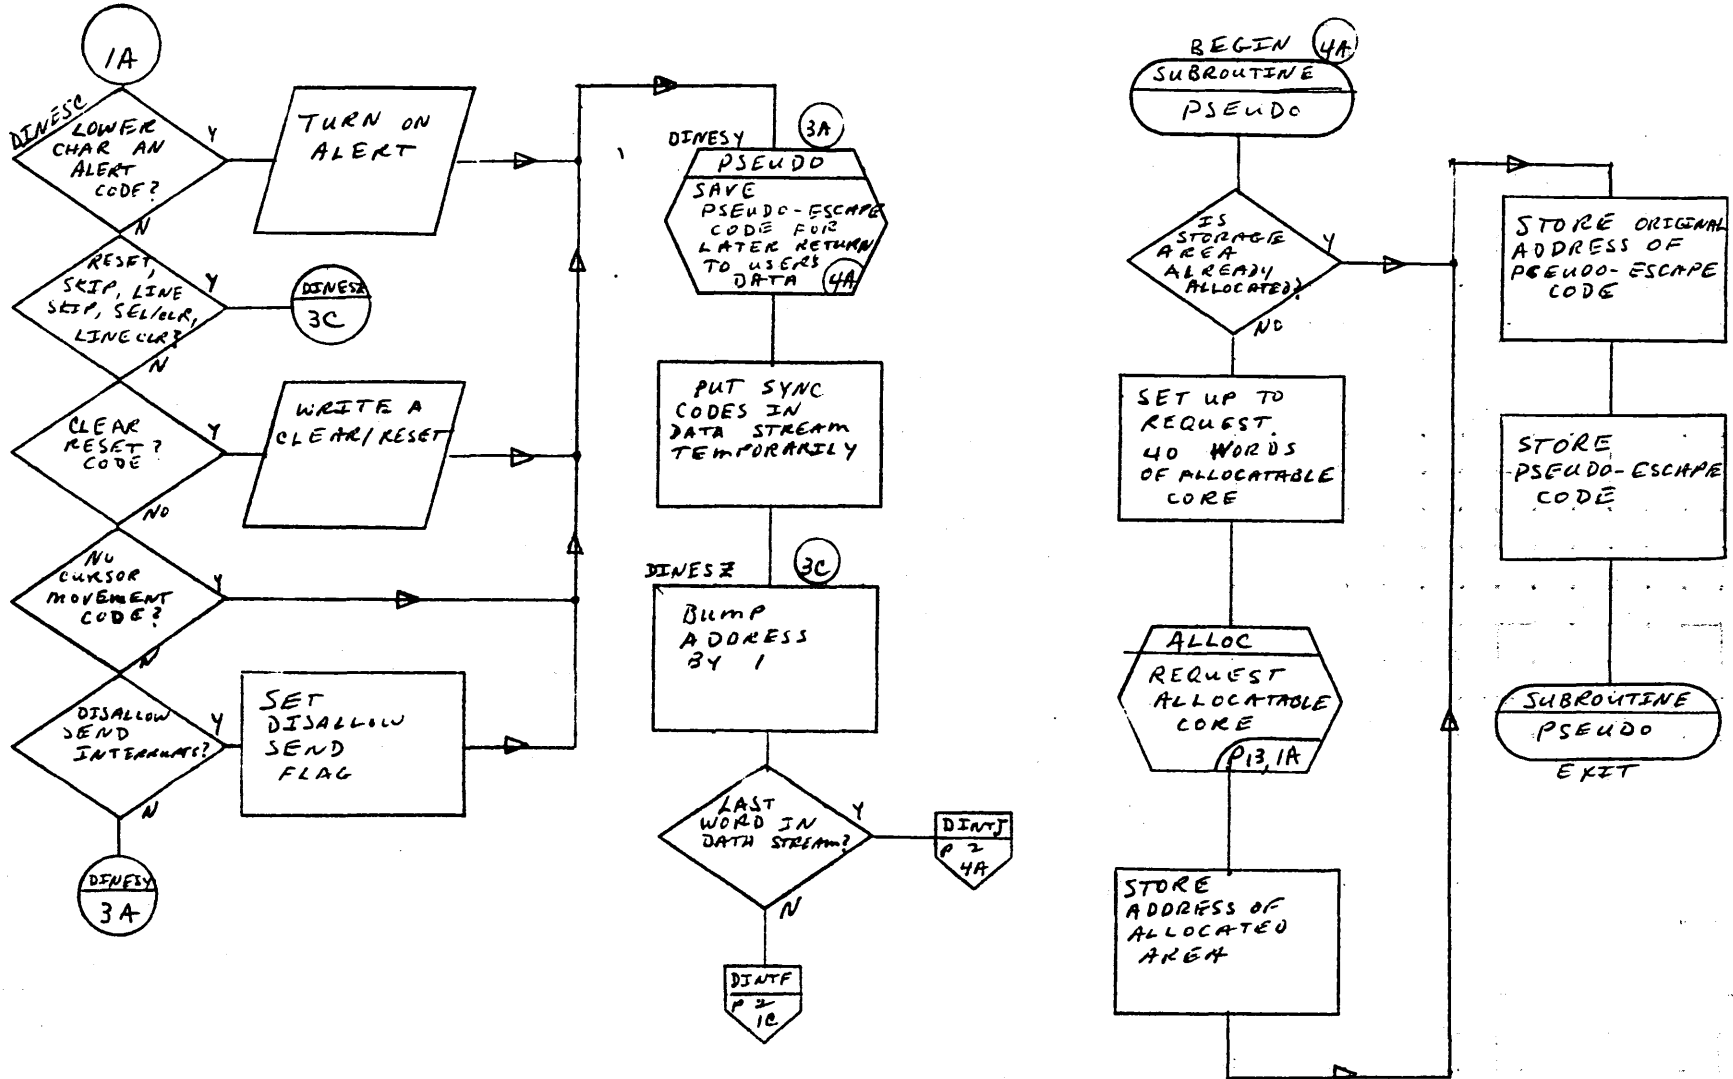 1A
DINESC
LOWER
CHAR AN
ALERT
CODE?
Y
N
TURN ON
ALERT
RESET,
SKIP, LINE
SKIP, SEL/CLR,
LINE CLR?
Y
N
DINESZ
3C
CLEAR
RESET?
CODE
Y
NO
WRITE A
CLEAR/RESET
NO
CURSOR
MOVEMENT
CODE?
Y
N
DISALLOW
SEND
INTERRUPTS?
Y
N
SET
DISALLOW
SEND
FLAG
DINESY
3A
DINESY
3A
PSEUDO
SAVE
PSEUDO-ESCAPE
CODE FOR
LATER RETURN
TO USERS
DATA
4A
PUT SYNC
CODES IN
DATA STREAM
TEMPORARILY
DINESZ
3C
BUMP
ADDRESS
BY 1
LAST
WORD IN
DATA STREAM?
Y
N
DINTJ
P 2
4A
DINTF
P 2
1C
BEGIN
4A
SUBROUTINE
PSEUDO
IS
STORAGE
AREA
ALREADY
ALLOCATED?
Y
NO
SET UP TO
REQUEST
40 WORDS
OF ALLOCATABLE
CORE
ALLOC
REQUEST
ALLOCATABLE
CORE
P13, 1A
STORE
ADDRESS OF
ALLOCATED
AREA
STORE ORIGINAL
ADDRESS OF
PSEUDO-ESCAPE
CODE
STORE
PSEUDO-ESCAPE
CODE
SUBROUTINE
PSEUDO
EXIT